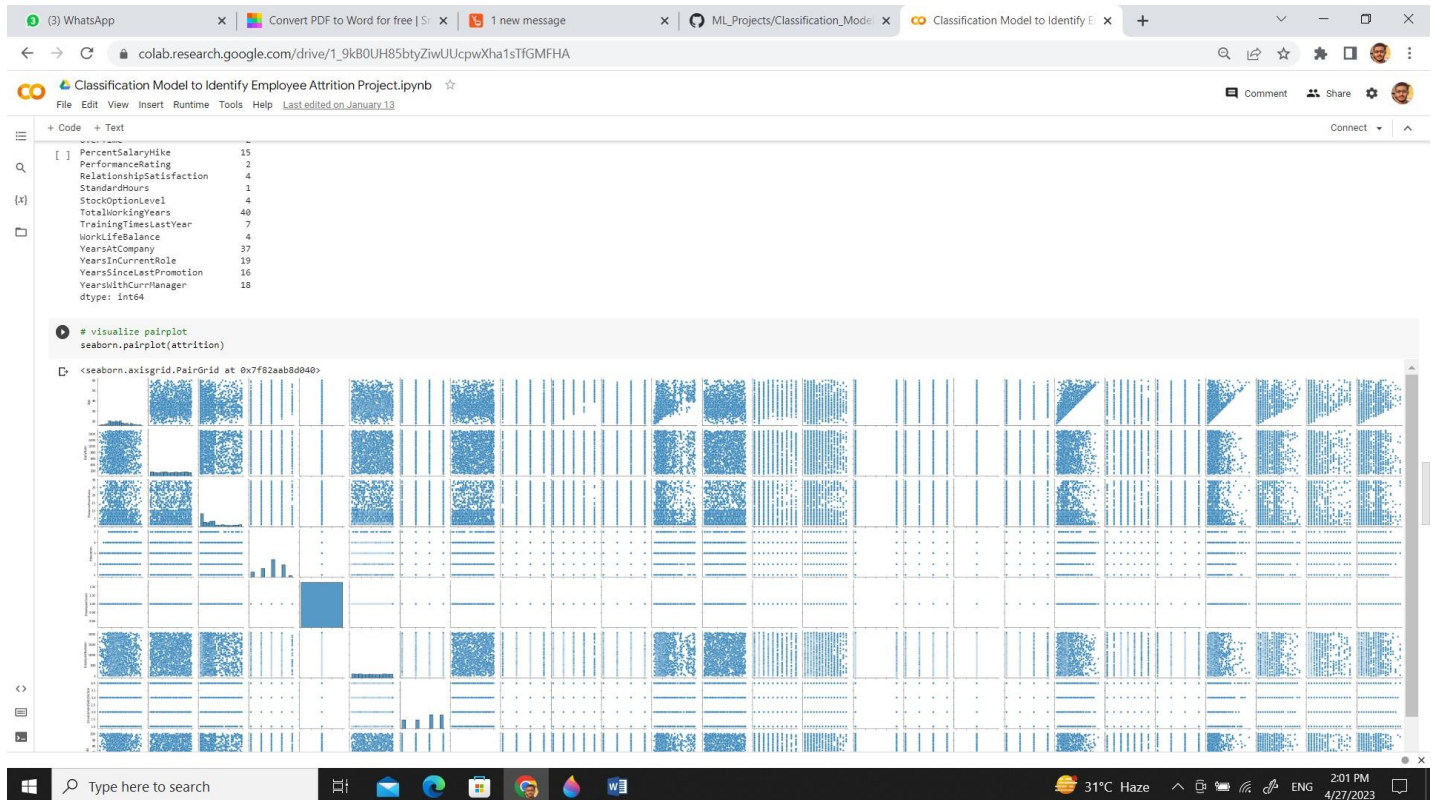 (3) WhatsApp
Convert PDF to Word for free | Sm
1 new message
ML_Projects/Classification_Model
Classification Model to Identify E
colab.research.google.com/drive/1_9kB0UH85btyZiwUUcpwXha1sTfGMFHA
Classification Model to Identify Employee Attrition Project.ipynb
File Edit View Insert Runtime Tools Help Last edited on January 13
Comment Share
+ Code + Text
Connect
[ ] PercentSalaryHike 15
PerformanceRating 2
RelationshipSatisfaction 4
StandardHours 1
StockOptionLevel 4
TotalWorkingYears 40
TrainingTimesLastYear 7
WorkLifeBalance 4
YearsAtCompany 37
YearsInCurrentRole 19
YearsSinceLastPromotion 16
YearsWithCurrManager 18
dtype: int64
# visualize pairplot
seaborn.pairplot(attrition)
<seaborn.axisgrid.PairGrid at 0x7f82aab8d040>
Type here to search
31°C Haze
ENG
2:01 PM
4/27/2023